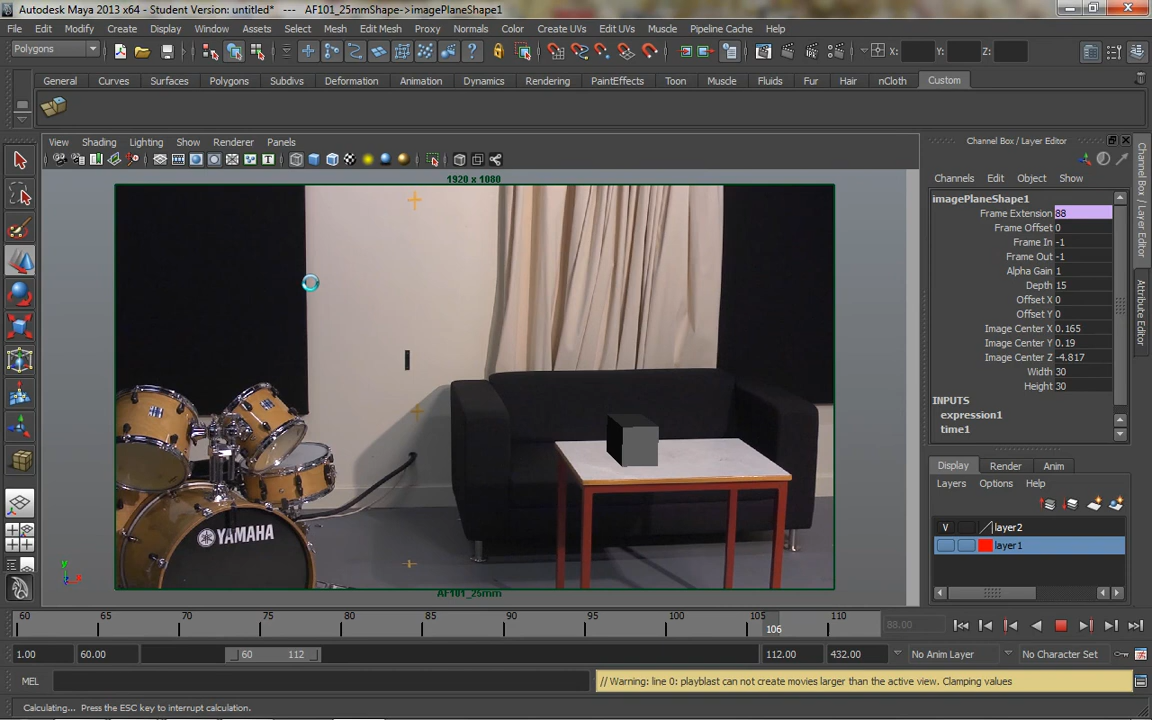 Autodesk Maya 2013 x64 - Student Version: untitled* --- AF101_25mmShape->imagePlaneShape1
File Edit Modify Create Display Window Assets Select Mesh Edit Mesh Proxy Normals Color Create UVs Edit UVs Muscle Pipeline Cache Help
Polygons X: Y: Z:
General Curves Surfaces Polygons Subdivs Deformation Animation Dynamics Rendering PaintEffects Toon Muscle Fluids Fur Hair nCloth Custom
View Shading Lighting Show Renderer Panels
Channel Box / Layer Editor
Channels Edit Object Show
imagePlaneShape1
Frame Extension 88
Frame Offset 0
Frame In -1
Frame Out -1
Alpha Gain 1
Depth 15
Offset X 0
Offset Y 0
Image Center X 0.165
Image Center Y 0.19
Image Center Z -4.817
Width 30
Height 30
INPUTS
expression1
time1
Display Render Anim
Layers Options Help
V layer2
layer1
Channel Box / Layer Editor
Attribute Editor
1920 x 1080
YAMAHA
AF101_25mm
y
x
60 65 70 75 80 85 90 95 100 105 110
106
88.00
1.00 60.00 60 112 112.00 432.00 No Anim Layer No Character Set
MEL // Warning: line 0: playblast can not create movies larger than the active view. Clamping values
Calculating... Press the ESC key to interrupt calculation.